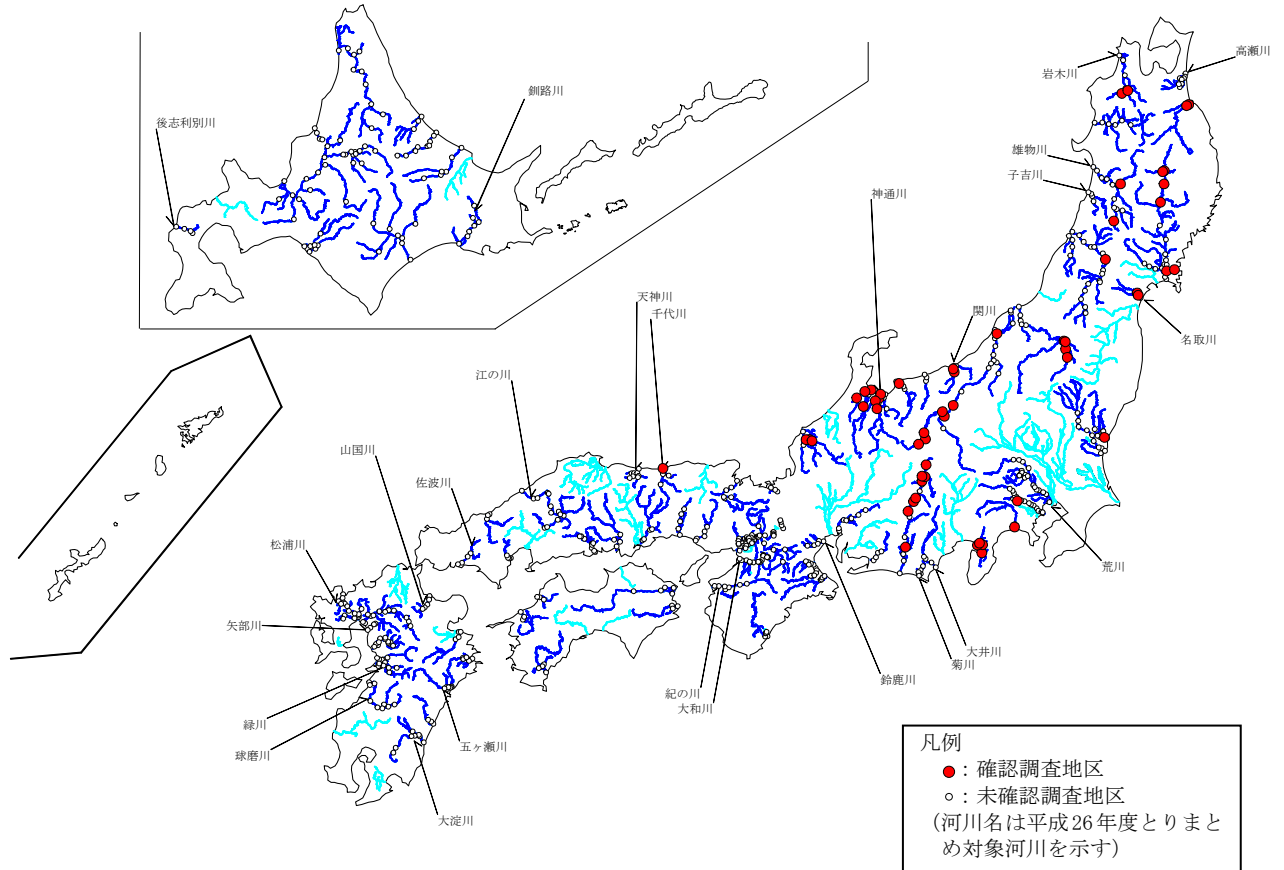 岩木川
高瀬川
釧路川
後志利別川
雄物川
子吉川
神通川
天神川
千代川
関川
名取川
江の川
山国川
佐波川
松浦川
荒川
矢部川
大井川
菊川
鈴鹿川
紀の川
大和川
緑川
五ヶ瀬川
球磨川
大淀川
凡例
：確認調査地区
：未確認調査地区
(河川名は平成26年度とりまと
め対象河川を示す)